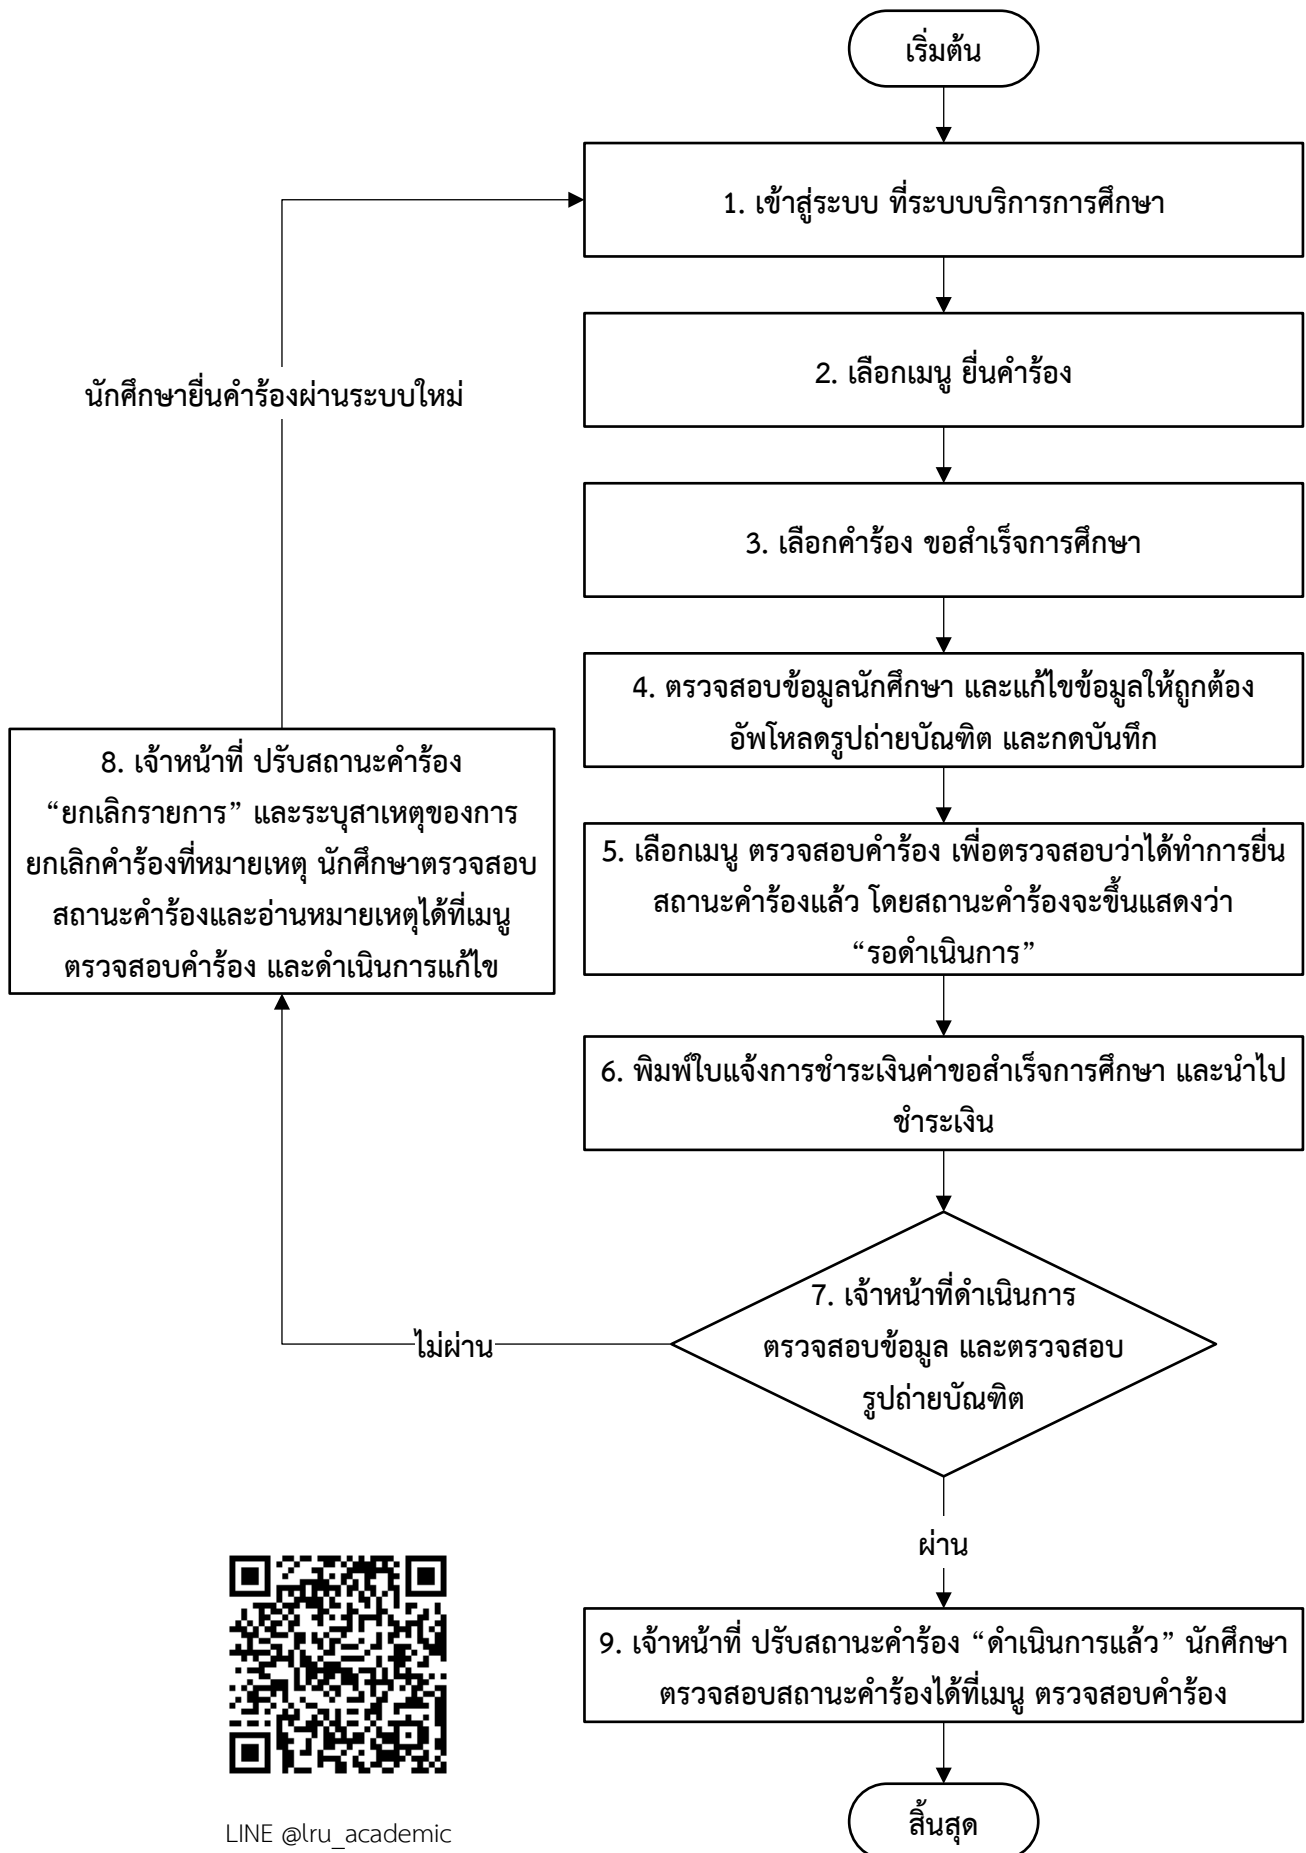 เริ่มต้น
1. เข้าสู่ระบบ ที่ระบบบริการการศึกษา
2. เลือกเมนู ยื่นคำร้อง
นักศึกษายื่นคำร้องผ่านระบบใหม่
3. เลือกคำร้อง ขอสำเร็จการศึกษา
4. ตรวจสอบข้อมูลนักศึกษา และแก้ไขข้อมูลให้ถูกต้อง
อัพโหลดรูปถ่ายบัณฑิต และกดบันทึก
5. เลือกเมนู ตรวจสอบคำร้อง เพื่อตรวจสอบว่าได้ทำการยื่น
สถานะคำร้องแล้ว โดยสถานะคำร้องจะขึ้นแสดงว่า
“รอดำเนินการ”
6. พิมพ์ใบแจ้งการชำระเงินค่าขอสำเร็จการศึกษา และนำไป
ชำระเงิน
7. เจ้าหน้าที่ดำเนินการ
ตรวจสอบข้อมูล และตรวจสอบ
รูปถ่ายบัณฑิต
ไม่ผ่าน
8. เจ้าหน้าที่ ปรับสถานะคำร้อง
“ยกเลิกรายการ” และระบุสาเหตุของการ
ยกเลิกคำร้องที่หมายเหตุ นักศึกษาตรวจสอบ
สถานะคำร้องและอ่านหมายเหตุได้ที่เมนู
ตรวจสอบคำร้อง และดำเนินการแก้ไข
ผ่าน
9. เจ้าหน้าที่ ปรับสถานะคำร้อง “ดำเนินการแล้ว” นักศึกษา
ตรวจสอบสถานะคำร้องได้ที่เมนู ตรวจสอบคำร้อง
สิ้นสุด
LINE @lru_academic